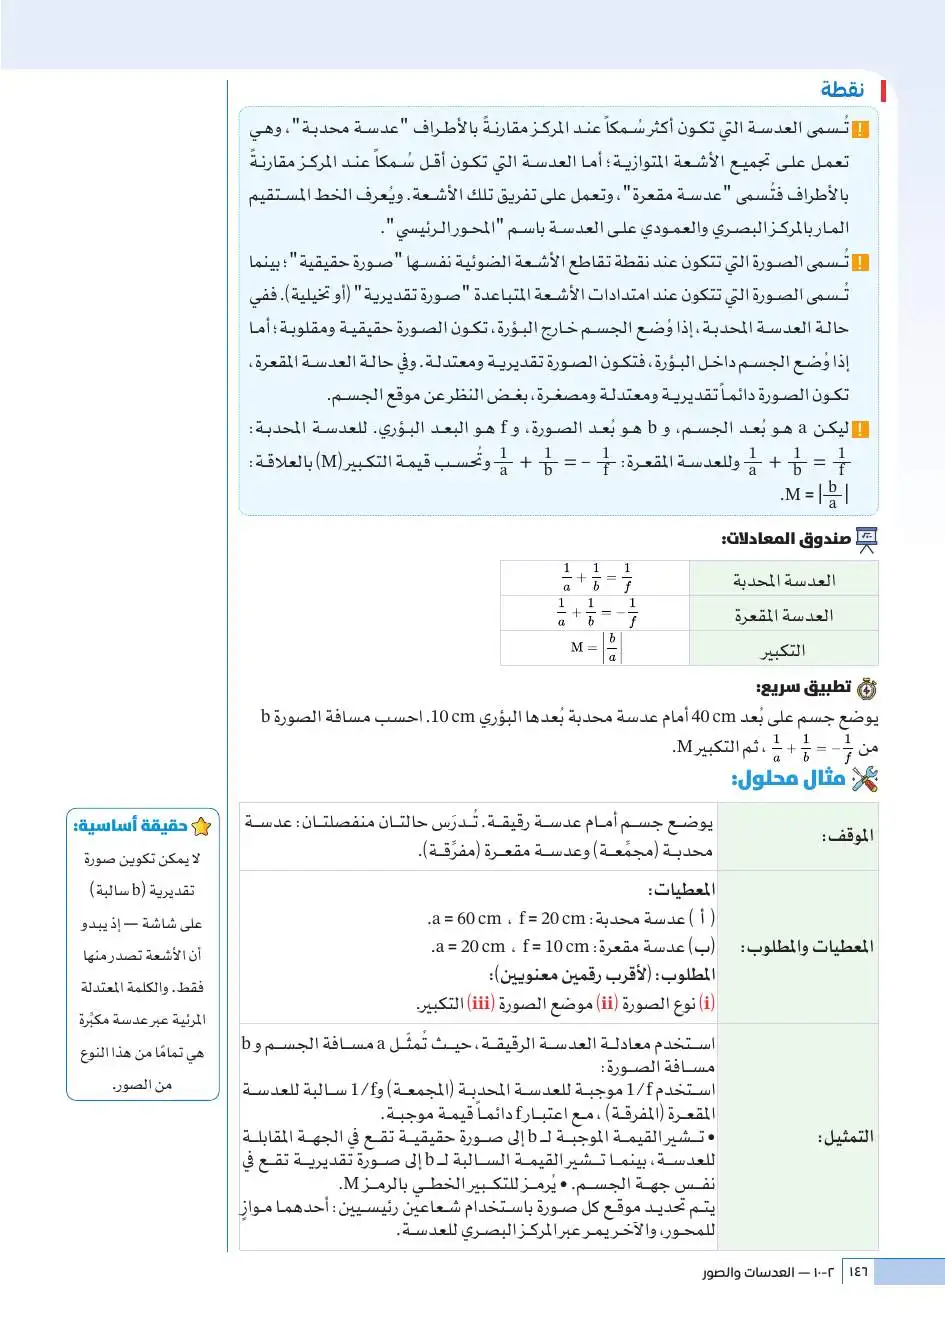 نقطة
تُسمى العدسة التي تكون أكثر سُمكاً عند المركز مقارنةً بالأطراف "عدسة محدبة"، وهي
تعمل على تجميع الأشعة المتوازية؛ أما العدسة التي تكون أقل سُمكاً عند المركز مقارنةً
بالأطراف فتُسمى "عدسة مقعرة"، وتعمل على تفريق تلك الأشعة. ويُعرف الخط المستقيم
المار بالمركز البصري والعمودي على العدسة باسم "المحور الرئيسي".
تُسمى الصورة التي تتكون عند نقطة تقاطع الأشعة الضوئية نفسها "صورة حقيقية"؛ بينما
تُسمى الصورة التي تتكون عند امتدادات الأشعة المتباعدة "صورة تقديرية" (أو تخيلية). ففي
حالة العدسة المحدبة، إذا وُضع الجسم خارج البؤرة، تكون الصورة حقيقية ومقلوبة؛ أما
إذا وُضع الجسم داخل البؤرة، فتكون الصورة تقديرية ومعتدلة. وفي حالة العدسة المقعرة،
تكون الصورة دائماً تقديرية ومعتدلة ومصغرة، بغض النظر عن موقع الجسم.
ليكن a هو بُعد الجسم، و b هو بُعد الصورة، و f هو البعد البؤري. للعدسة المحدبة:
1/a + 1/b = 1/f وللعدسة المقعرة: 1/a + 1/b = − 1/f وتُحسب قيمة التكبير (M) بالعلاقة:
M = |b/a|.
صندوق المعادلات:
العدسة المحدبة 1/a + 1/b = 1/f
العدسة المقعرة 1/a + 1/b = −1/f
التكبير M = |b/a|
تطبيق سريع:
يوضع جسم على بُعد 40 cm أمام عدسة محدبة بُعدها البؤري 10 cm. احسب مسافة الصورة b
من 1/a + 1/b = −1/f ، ثم التكبير M.
مثال محلول:
الموقف:
يوضع جسم أمام عدسة رقيقة. تُدرَس حالتان منفصلتان: عدسة
محدبة (مجمِّعة) وعدسة مقعرة (مفرِّقة).
المعطيات والمطلوب:
المعطيات:
( أ ) عدسة محدبة: a = 60 cm ، f = 20 cm.
(ب) عدسة مقعرة: a = 20 cm ، f = 10 cm.
المطلوب: (لأقرب رقمين معنويين):
(i) نوع الصورة (ii) موضع الصورة (iii) التكبير.
التمثيل:
استخدم معادلة العدسة الرقيقة، حيث تُمثّل a مسافة الجسم و b
مسافة الصورة:
استخدم 1/f موجبة للعدسة المحدبة (المجمعة) و1/f سالبة للعدسة
المقعرة (المفرقة) ، مع اعتبار f دائماً قيمة موجبة.
• تشير القيمة الموجبة لـ b إلى صورة حقيقية تقع في الجهة المقابلة
للعدسة، بينما تشير القيمة السالبة لـ b إلى صورة تقديرية تقع في
نفس جهة الجسم. • يُرمز للتكبير الخطي بالرمز M.
يتم تحديد موقع كل صورة باستخدام شعاعين رئيسيين: أحدهما موازٍ
للمحور، والآخر يمر عبر المركز البصري للعدسة.
حقيقة أساسية:
لا يمكن تكوين صورة
تقديرية (b سالبة)
على شاشة — إذ يبدو
أن الأشعة تصدر منها
فقط. والكلمة المعتدلة
المرئية عبر عدسة مكبِّرة
هي تمامًا من هذا النوع
من الصور.
١٤٦ ٢-١٠ — العدسات والصور